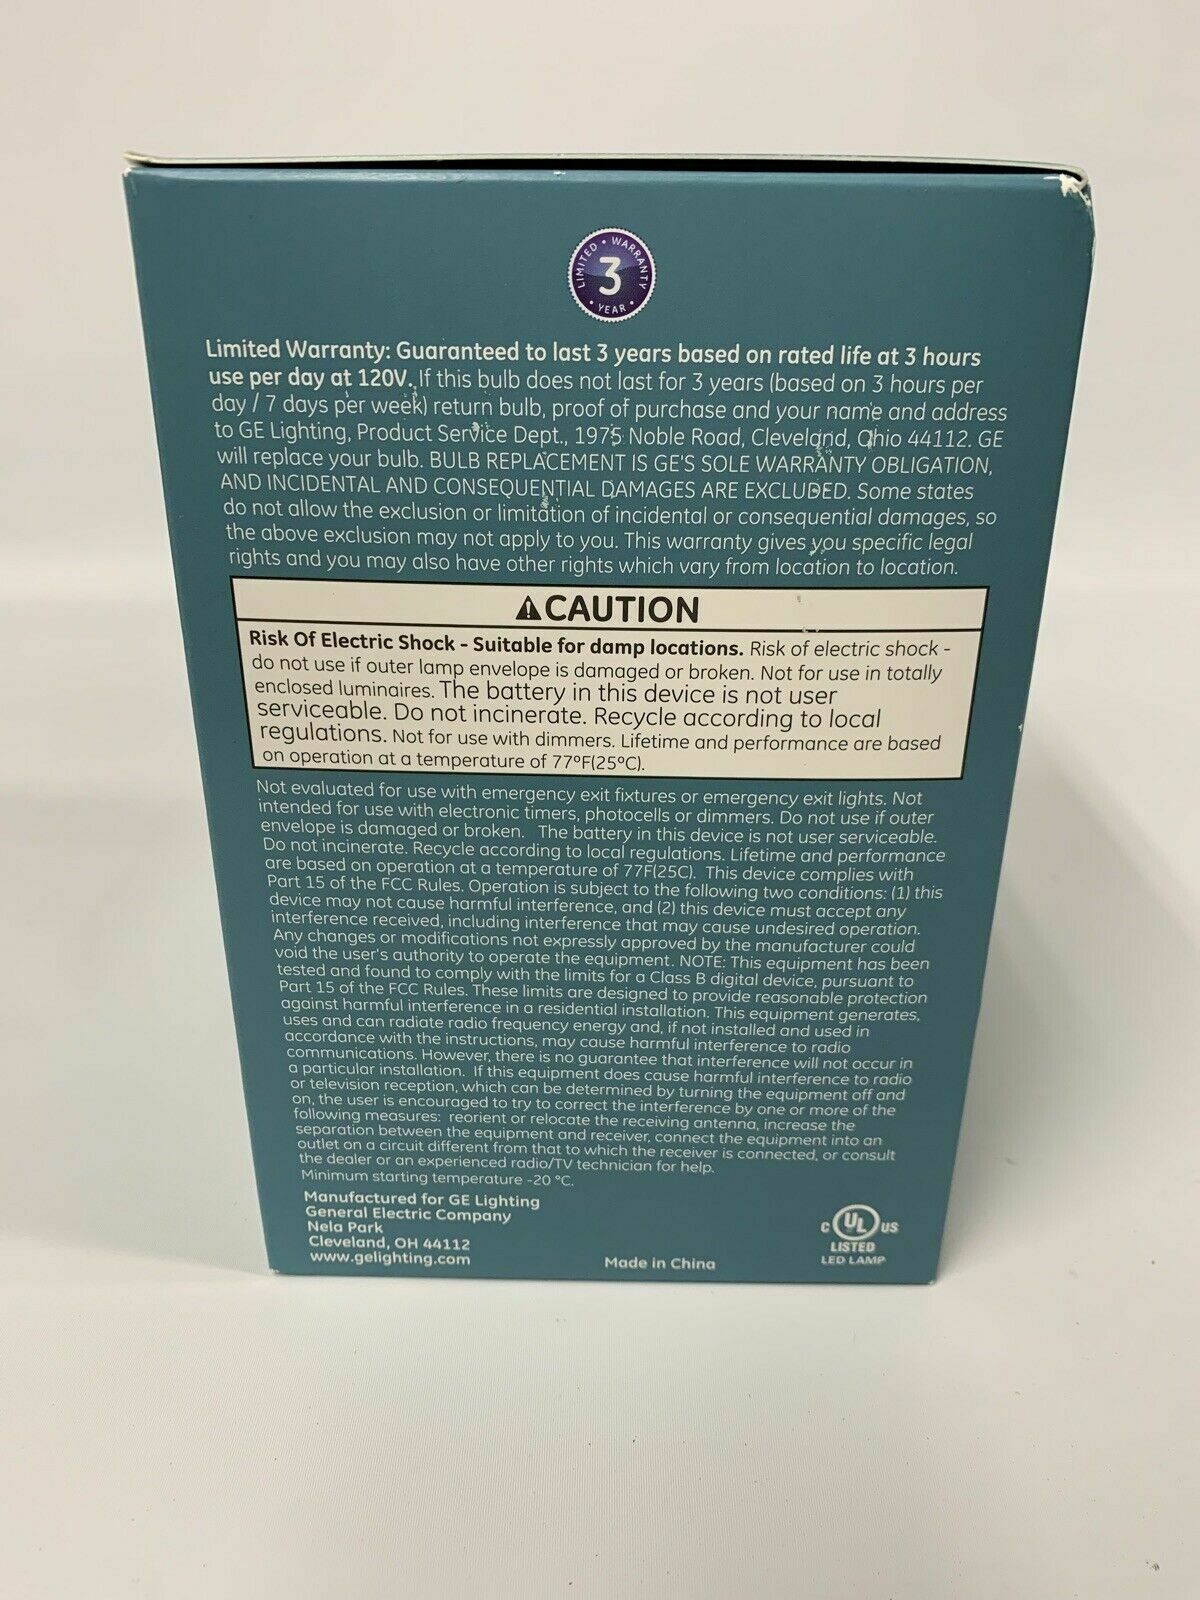 LIMITED • WARRANTY
3
• YEAR •
Limited Warranty: Guaranteed to last 3 years based on rated life at 3 hours
use per day at 120V. If this bulb does not last for 3 years (based on 3 hours per
day / 7 days per week) return bulb, proof of purchase and your name and address
to GE Lighting, Product Service Dept., 1975 Noble Road, Cleveland, Ohio 44112. GE
will replace your bulb. BULB REPLACEMENT IS GE'S SOLE WARRANTY OBLIGATION,
AND INCIDENTAL AND CONSEQUENTIAL DAMAGES ARE EXCLUDED. Some states
do not allow the exclusion or limitation of incidental or consequential damages, so
the above exclusion may not apply to you. This warranty gives you specific legal
rights and you may also have other rights which vary from location to location.
⚠CAUTION
Risk Of Electric Shock - Suitable for damp locations. Risk of electric shock -
do not use if outer lamp envelope is damaged or broken. Not for use in totally
enclosed luminaires. The battery in this device is not user
serviceable. Do not incinerate. Recycle according to local
regulations. Not for use with dimmers. Lifetime and performance are based
on operation at a temperature of 77°F(25°C).
Not evaluated for use with emergency exit fixtures or emergency exit lights. Not
intended for use with electronic timers, photocells or dimmers. Do not use if outer
envelope is damaged or broken. The battery in this device is not user serviceable.
Do not incinerate. Recycle according to local regulations. Lifetime and performance
are based on operation at a temperature of 77F(25C). This device complies with
Part 15 of the FCC Rules. Operation is subject to the following two conditions: (1) this
device may not cause harmful interference, and (2) this device must accept any
interference received, including interference that may cause undesired operation.
Any changes or modifications not expressly approved by the manufacturer could
void the user's authority to operate the equipment. NOTE: This equipment has been
tested and found to comply with the limits for a Class B digital device, pursuant to
Part 15 of the FCC Rules. These limits are designed to provide reasonable protection
against harmful interference in a residential installation. This equipment generates,
uses and can radiate radio frequency energy and, if not installed and used in
accordance with the instructions, may cause harmful interference to radio
communications. However, there is no guarantee that interference will not occur in
a particular installation. If this equipment does cause harmful interference to radio
or television reception, which can be determined by turning the equipment off and
on, the user is encouraged to try to correct the interference by one or more of the
following measures: reorient or relocate the receiving antenna, increase the
separation between the equipment and receiver, connect the equipment into an
outlet on a circuit different from that to which the receiver is connected, or consult
the dealer or an experienced radio/TV technician for help.
Minimum starting temperature -20 °C.
Manufactured for GE Lighting
General Electric Company
Nela Park
Cleveland, OH 44112
www.gelighting.com
Made in China
C UL US
LISTED
LED LAMP